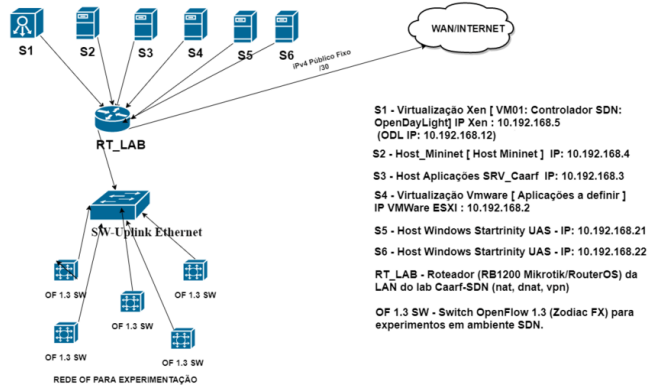 S1
S2
S3
S4
S5
S6
WAN/INTERNET
IPv4 Público Fixo
/30
RT_LAB
SW-Uplink Ethernet
OF 1.3 SW
OF 1.3 SW
OF 1.3 SW
OF 1.3 SW
OF 1.3 SW
REDE OF PARA EXPERIMENTAÇÃO
S1 - Virtualização Xen [ VM01: Controlador SDN:
OpenDayLight] IP Xen : 10.192.168.5
(ODL IP: 10.192.168.12)
S2 - Host_Mininet [ Host Mininet ] IP: 10.192.168.4
S3 - Host Aplicações SRV_Caarf IP: 10.192.168.3
S4 - Virtualização Vmware [ Aplicações a definir ]
IP VMWare ESXI : 10.192.168.2
S5 - Host Windows Startrinity UAS - IP: 10.192.168.21
S6 - Host Windows Startrinity UAS - IP: 10.192.168.22
RT_LAB - Roteador (RB1200 Mikrotik/RouterOS) da
LAN do lab Caarf-SDN (nat, dnat, vpn)
OF 1.3 SW - Switch OpenFlow 1.3 (Zodiac FX) para
experimentos em ambiente SDN.